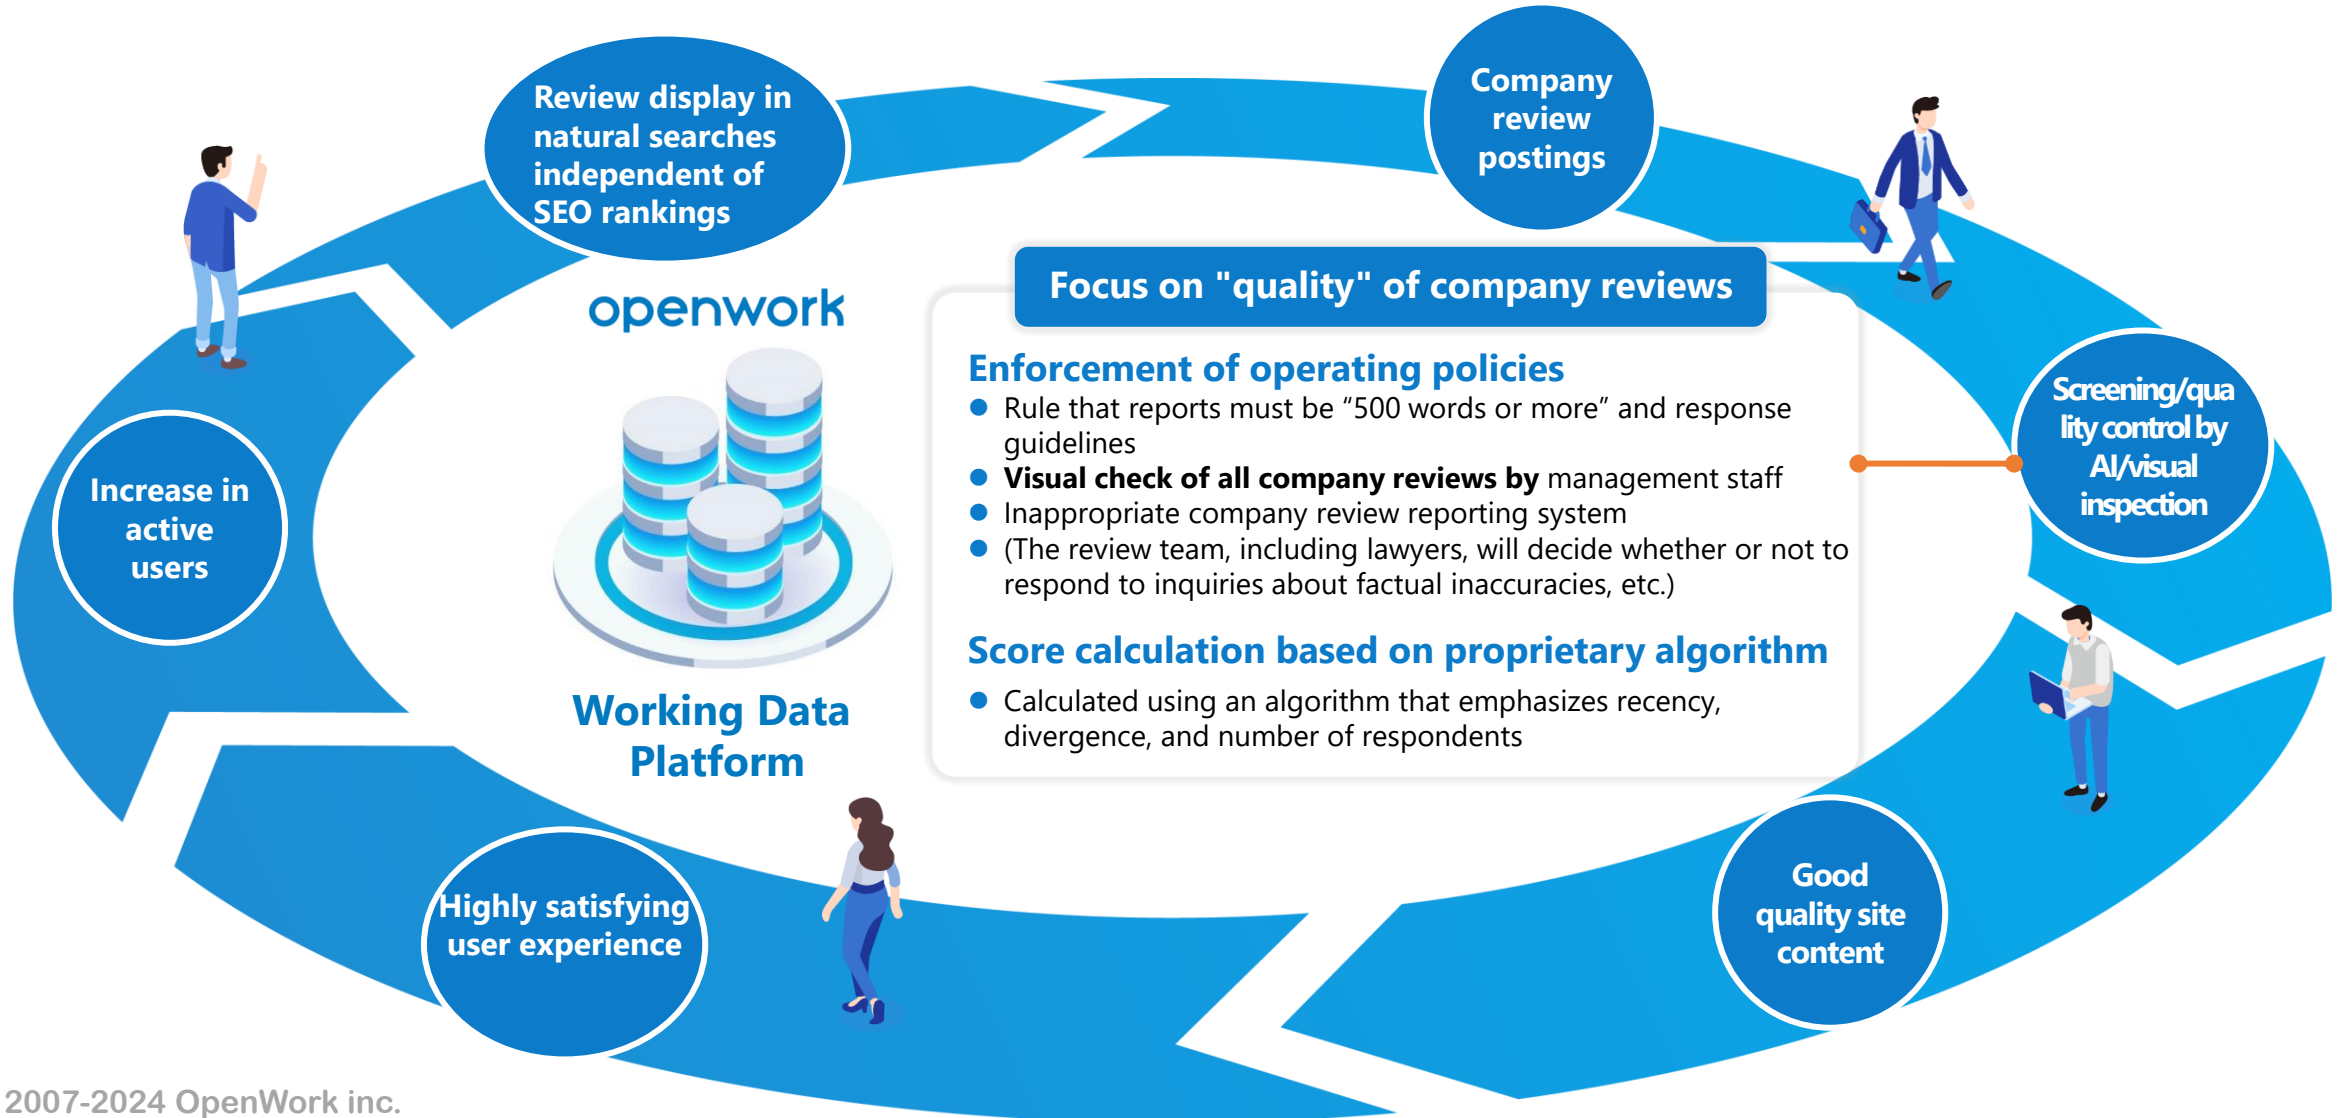 Review display in
natural searches
independent of
SEO rankings
Company
review
postings
Screening/qua
lity control by
AI/visual
inspection
Good
quality site
content
Highly satisfying
user experience
Increase in
active
users
openwork
Working Data
Platform
Focus on "quality" of company reviews
Enforcement of operating policies
● Rule that reports must be “500 words or more” and response
guidelines
● Visual check of all company reviews by management staff
● Inappropriate company review reporting system
● (The review team, including lawyers, will decide whether or not to
respond to inquiries about factual inaccuracies, etc.)
Score calculation based on proprietary algorithm
● Calculated using an algorithm that emphasizes recency,
divergence, and number of respondents
2007-2024 OpenWork inc.